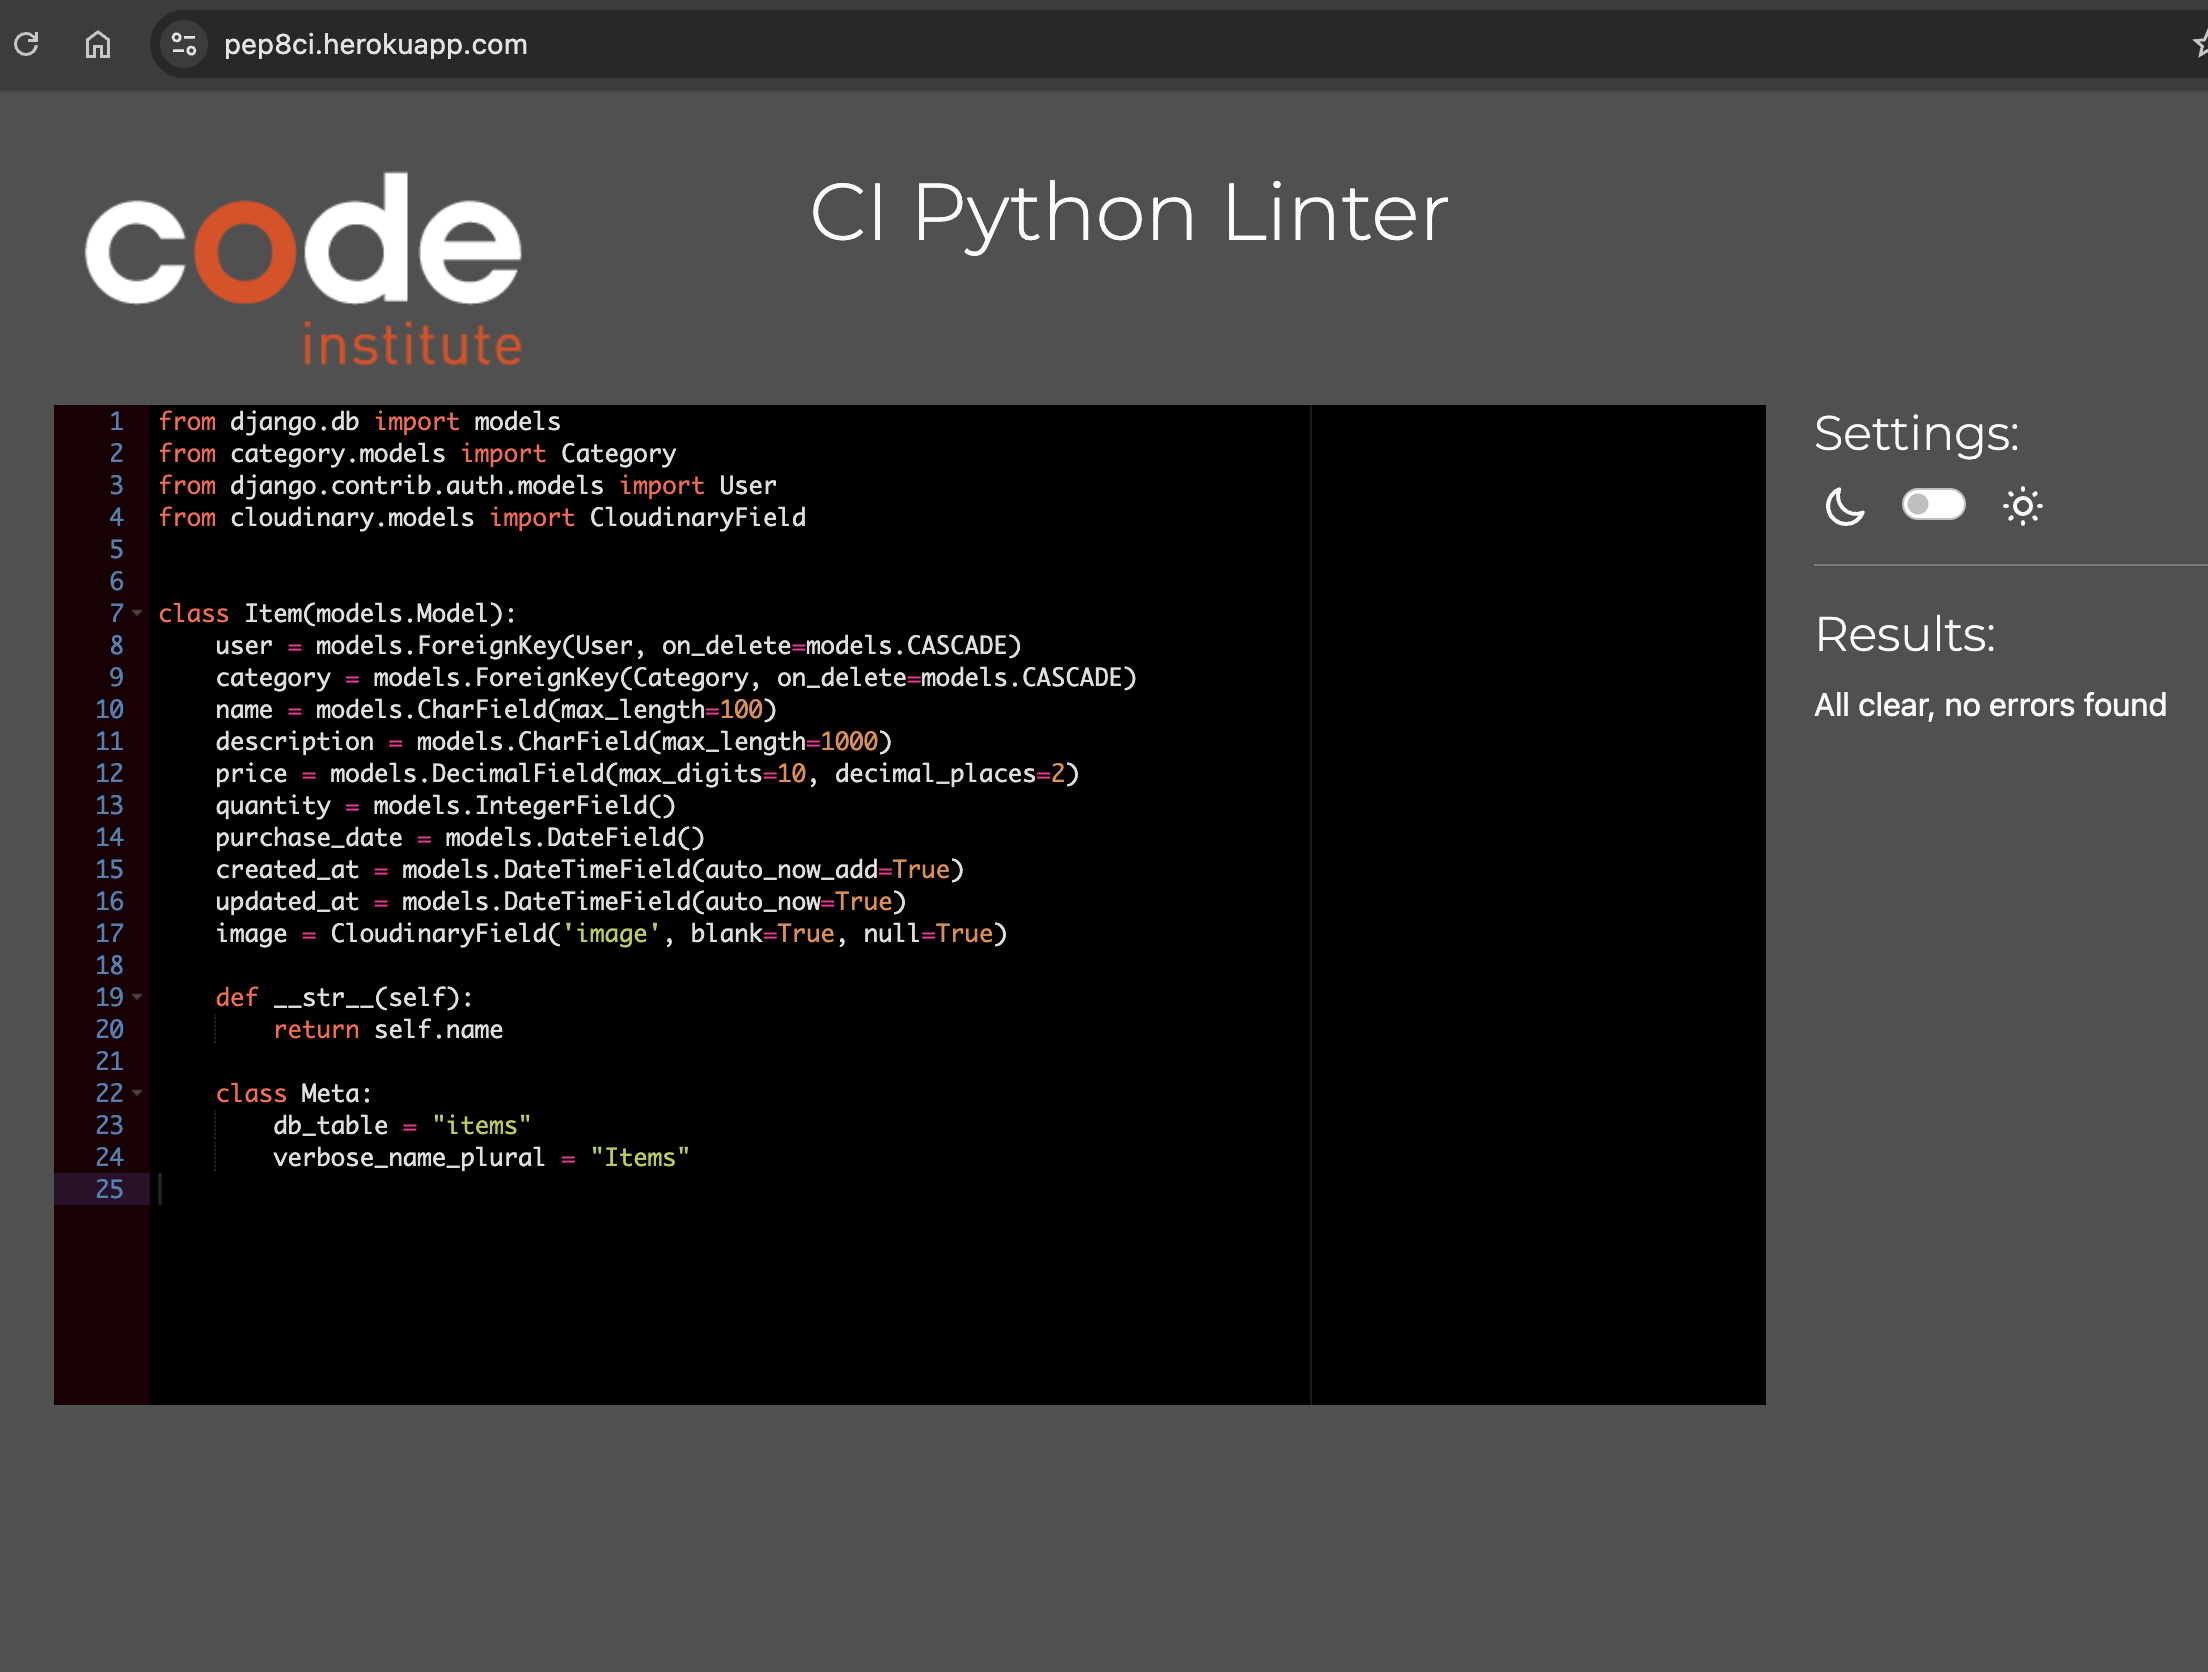 pep8ci.herokuapp.com
code
institute
CI Python Linter
1 from django.db import models
2 from category.models import Category
3 from django.contrib.auth.models import User
4 from cloudinary.models import CloudinaryField
5
6
7 class Item(models.Model):
8     user = models.ForeignKey(User, on_delete=models.CASCADE)
9     category = models.ForeignKey(Category, on_delete=models.CASCADE)
10     name = models.CharField(max_length=100)
11     description = models.CharField(max_length=1000)
12     price = models.DecimalField(max_digits=10, decimal_places=2)
13     quantity = models.IntegerField()
14     purchase_date = models.DateField()
15     created_at = models.DateTimeField(auto_now_add=True)
16     updated_at = models.DateTimeField(auto_now=True)
17     image = CloudinaryField('image', blank=True, null=True)
18
19     def __str__(self):
20         return self.name
21
22     class Meta:
23         db_table = "items"
24         verbose_name_plural = "Items"
25
Settings:
Results:
All clear, no errors found